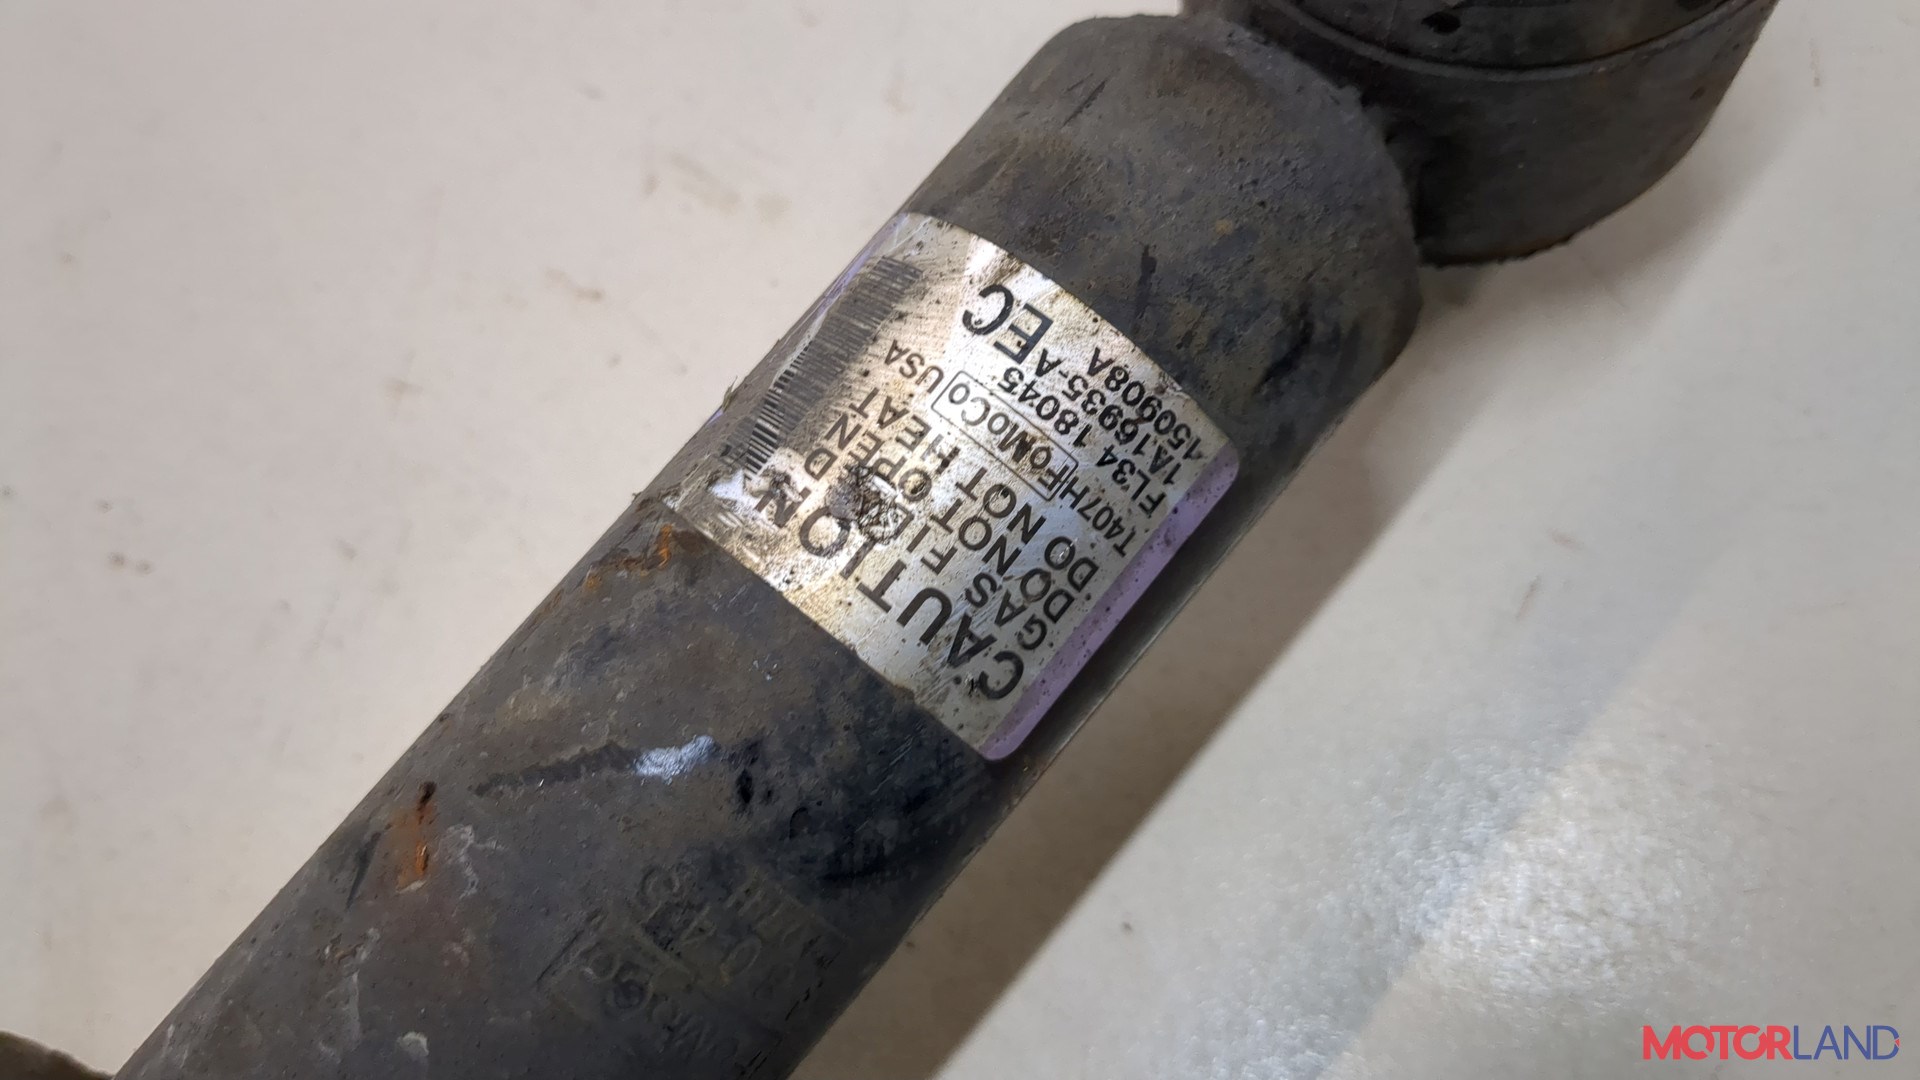 CAUTION
GAS FILLED
DO NOT OPEN
DO NOT HEAT
T407H FoMoCo USA
FL34 18045 EC
1A16935-A
150908A
MOTORLAND